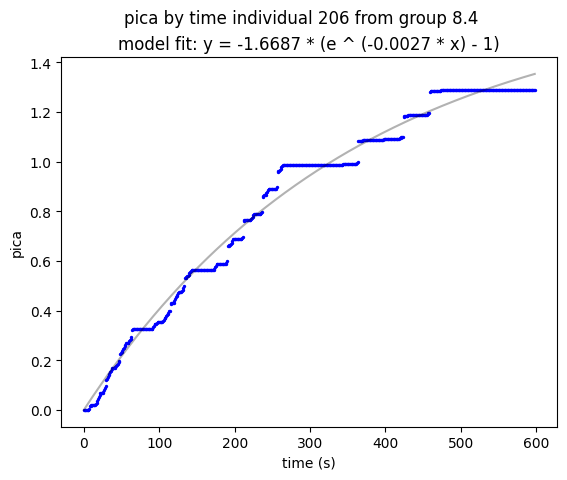 pica by time individual 206 from group 8.4
model fit: y = -1.6687 * (e ^ (-0.0027 * x) - 1)
1.4
1.2
1.0
0.8
0.6
0.4
0.2
0.0
pica
0 100 200 300 400 500 600
time (s)